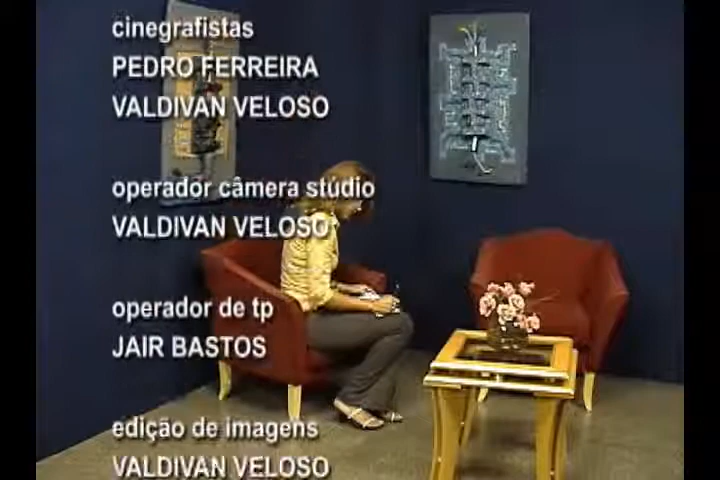 cinegrafistas
PEDRO FERREIRA
VALDIVAN VELOSO
operador câmera studio
VALDIVAN VELOSO
operador de tp
JAIR BASTOS
edição de imagens
VALDIVAN VELOSO